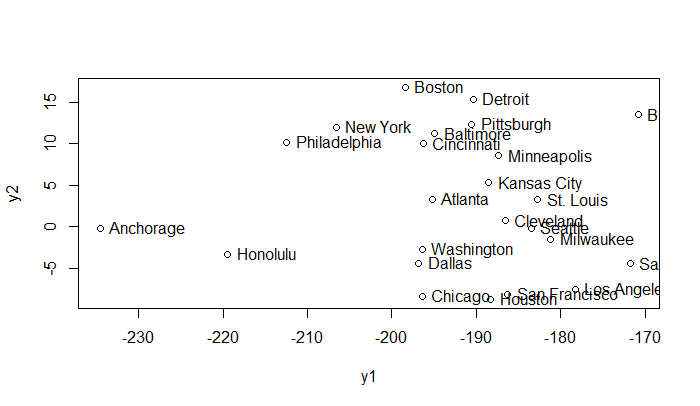 Boston
Detroit
B
New York
Pittsburgh
Baltimore
Philadelphia
Cincinnati
Minneapolis
Kansas City
Atlanta
St. Louis
Cleveland
Anchorage
Seattle
Milwaukee
Honolulu
Washington
Dallas
Sa
Chicago
San Francisco
Houston
Los Angele
15
10
5
0
-5
y2
-230
-220
-210
-200
-190
-180
-170
y1